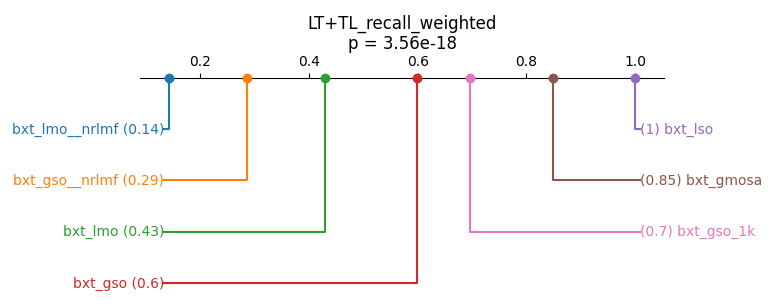 LT+TL_recall_weighted
p = 3.56e-18
0.2 0.4 0.6 0.8 1.0
bxt_lmo__nrlmf (0.14)
(1) bxt_lso
bxt_gso__nrlmf (0.29)
(0.85) bxt_gmosa
bxt_lmo (0.43)
(0.7) bxt_gso_1k
bxt_gso (0.6)